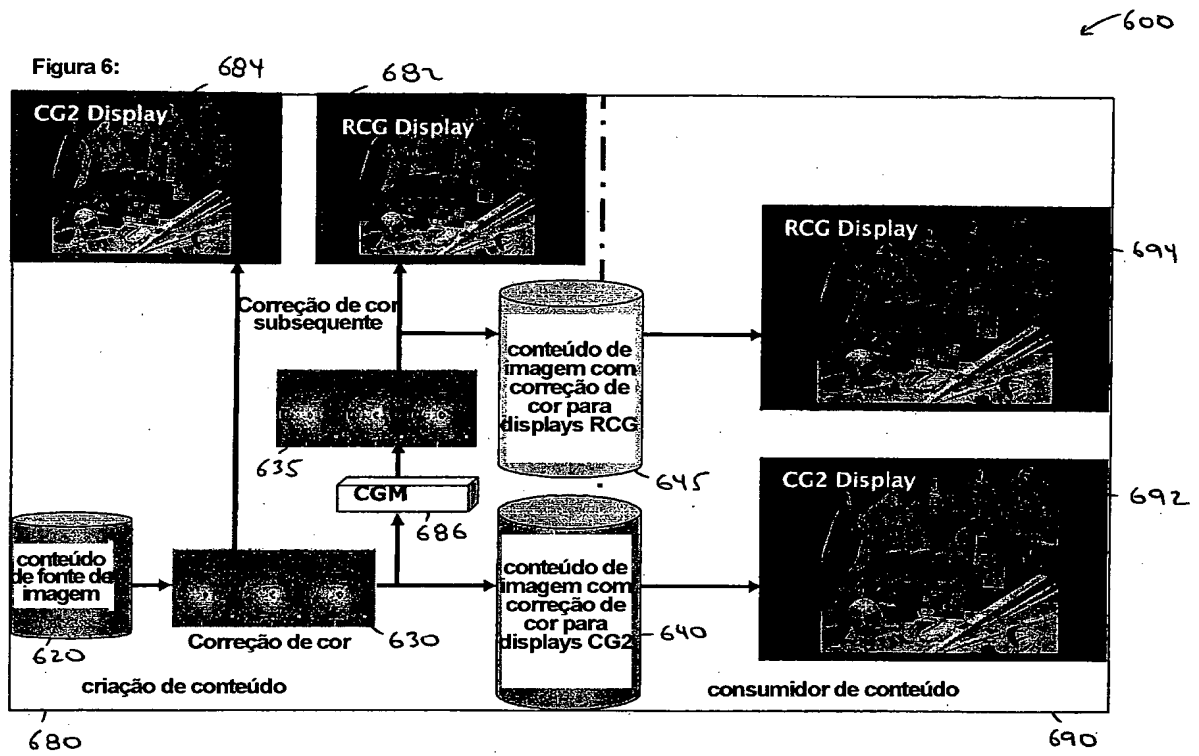 600
Figura 6:
684
682
CG2 Display
RCG Display
RCG Display
694
Correção de cor
subsequente
conteúdo de
imagem com
correção de
cor para
displays RCG
635
645
CG2 Display
692
CGM
686
conteúdo
de fonte de
imagem
conteúdo de
imagem com
correção de
cor para
displays CG2
620
Correção de cor
630
640
criação de conteúdo
consumidor de conteúdo
680
690